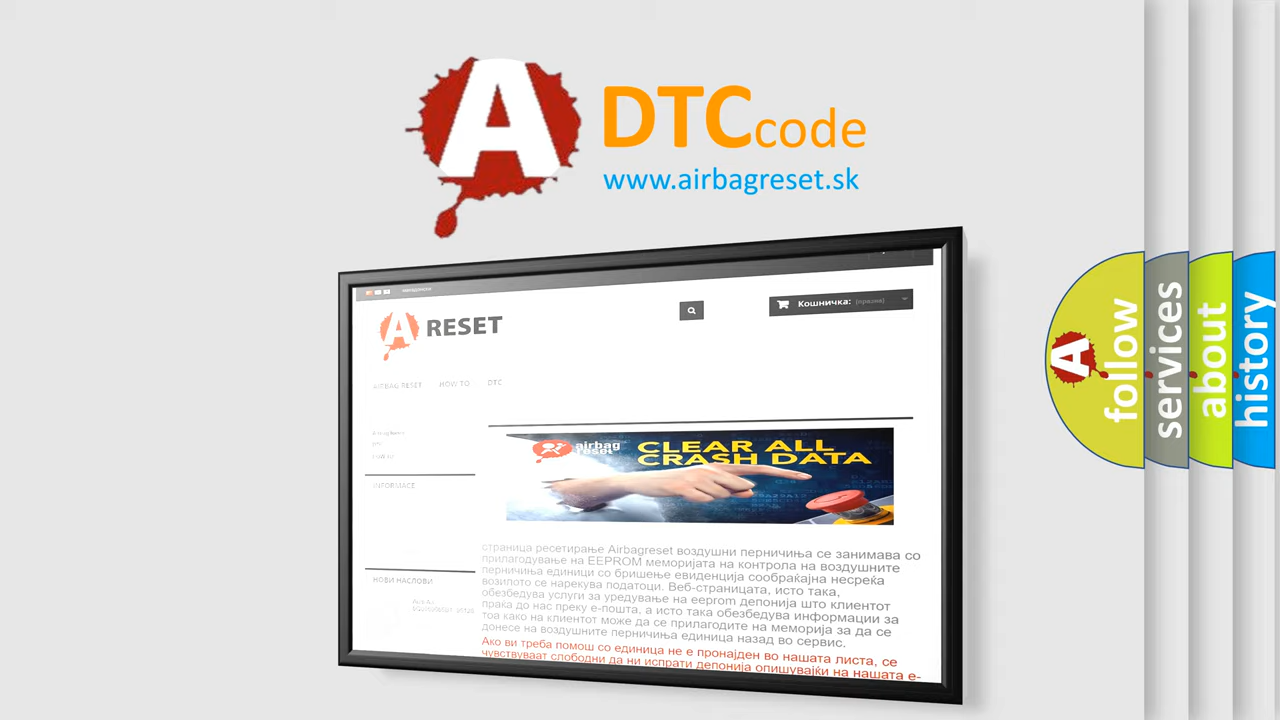 A
DTCcode
www.airbagreset.sk
A RESET
Кошничка: (празна)
AIRBAG RESET HOW TO DTC
airbag
reset
CLEAR ALL
CRASH DATA
INFORMACE
НОВИ НАСЛОВИ
страница ресетирање Airbagreset воздушни перничиња се занимава со
прилагодување на EEPROM меморијата на контрола на воздушните
перничиња единици со бришење евиденција сообраќајна несреќа
возилото се нарекува податоци. Веб-страницата, исто така,
обезбедува услуги за уредување на eeprom депонија што клиентот
праќа до нас преку е-пошта, а исто така обезбедува информации за
тоа како на клиентот може да се прилагодите на меморија за да се
донесе на воздушните перничиња единица назад во сервис.
Ако ви треба помош со единица не е пронајден во нашата листа, се
чувствуваат слободни да ни испрати депонија опишувајќи на нашата е-
A
follow
services
about
history